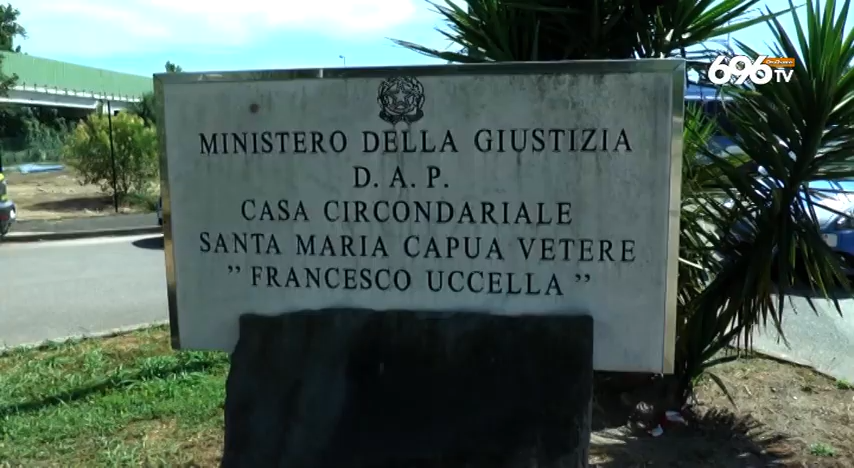 696 TV
MINISTERO DELLA GIUSTIZIA
D. A. P.
CASA CIRCONDARIALE
SANTA MARIA CAPUA VETERE
" FRANCESCO UCCELLA "